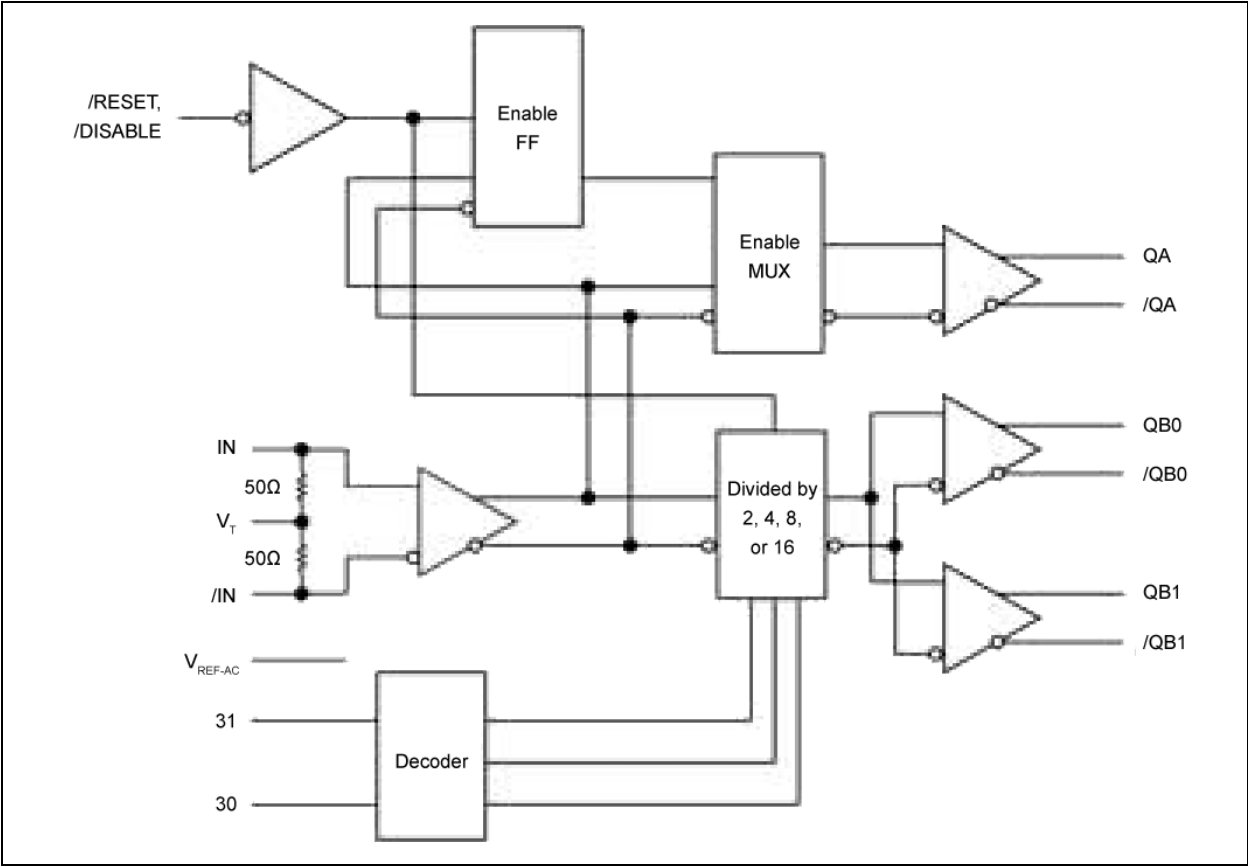 /RESET,
/DISABLE
Enable
FF
Enable
MUX
QA
/QA
IN
50Ω
VT
50Ω
/IN
Divided by
2, 4, 8,
or 16
QB0
/QB0
QB1
/QB1
VREF-AC
31
Decoder
30